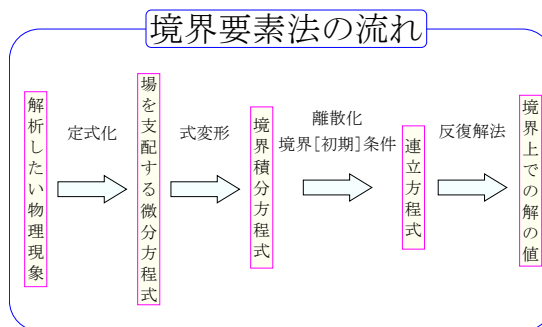 境界要素法の流れ
解析したい物理現象
定式化
場を支配する微分方程式
式変形
境界積分方程式
離散化
境界[初期]条件
連立方程式
反復解法
境界上での解の値